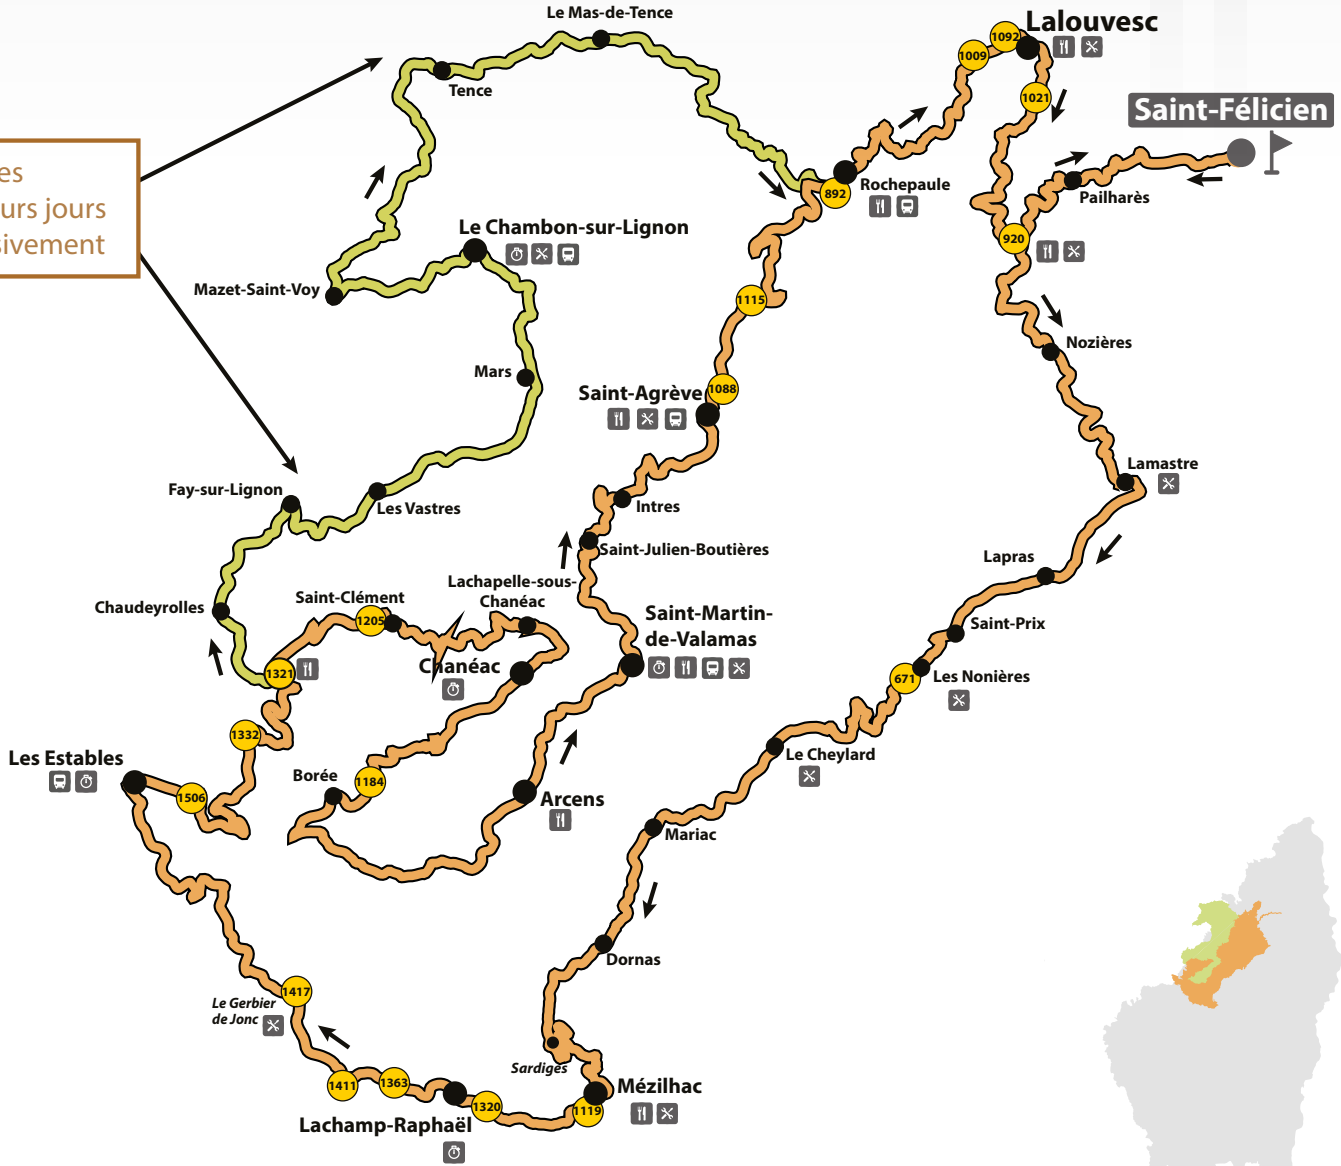 Le Mas-de-Tence
Lalouvesc
1092
1009
Tence
1021
Saint-Félicien
es
urs jours
sivement
Rochepaule
892
Pailharès
Le Chambon-sur-Lignon
920
Mazet-Saint-Voy
1115
Nozières
Mars
Saint-Agrève
1088
Lamastre
Fay-sur-Lignon
Les Vastres
Intres
Saint-Julien-Boutières
Lapras
Chaudeyrolles
Saint-Clément
1205
Lachapelle-sous-
Chanéac
Saint-Martin-
de-Valamas
Saint-Prix
Chanéac
1321
671
Les Nonières
1332
Les Estables
Le Cheylard
1506
Borée
1184
Arcens
Mariac
Dornas
1417
Le Gerbier
de Jonc
Sardiges
1411
1363
1320
1119
Mézilhac
Lachamp-Raphaël